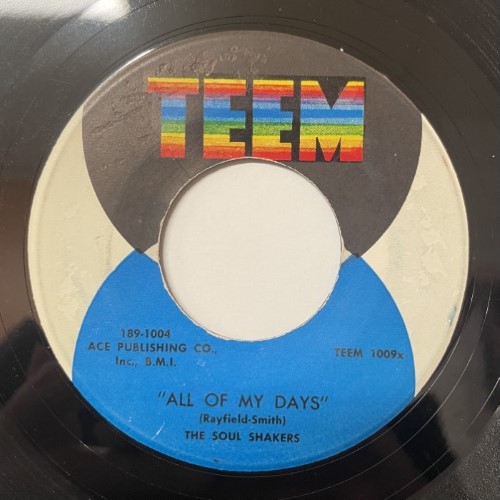 TEEM
189-1004
ACE PUBLISHING CO.,
Inc., B.M.I.
TEEM 1009x
"ALL OF MY DAYS"
(Rayfield-Smith)
THE SOUL SHAKERS